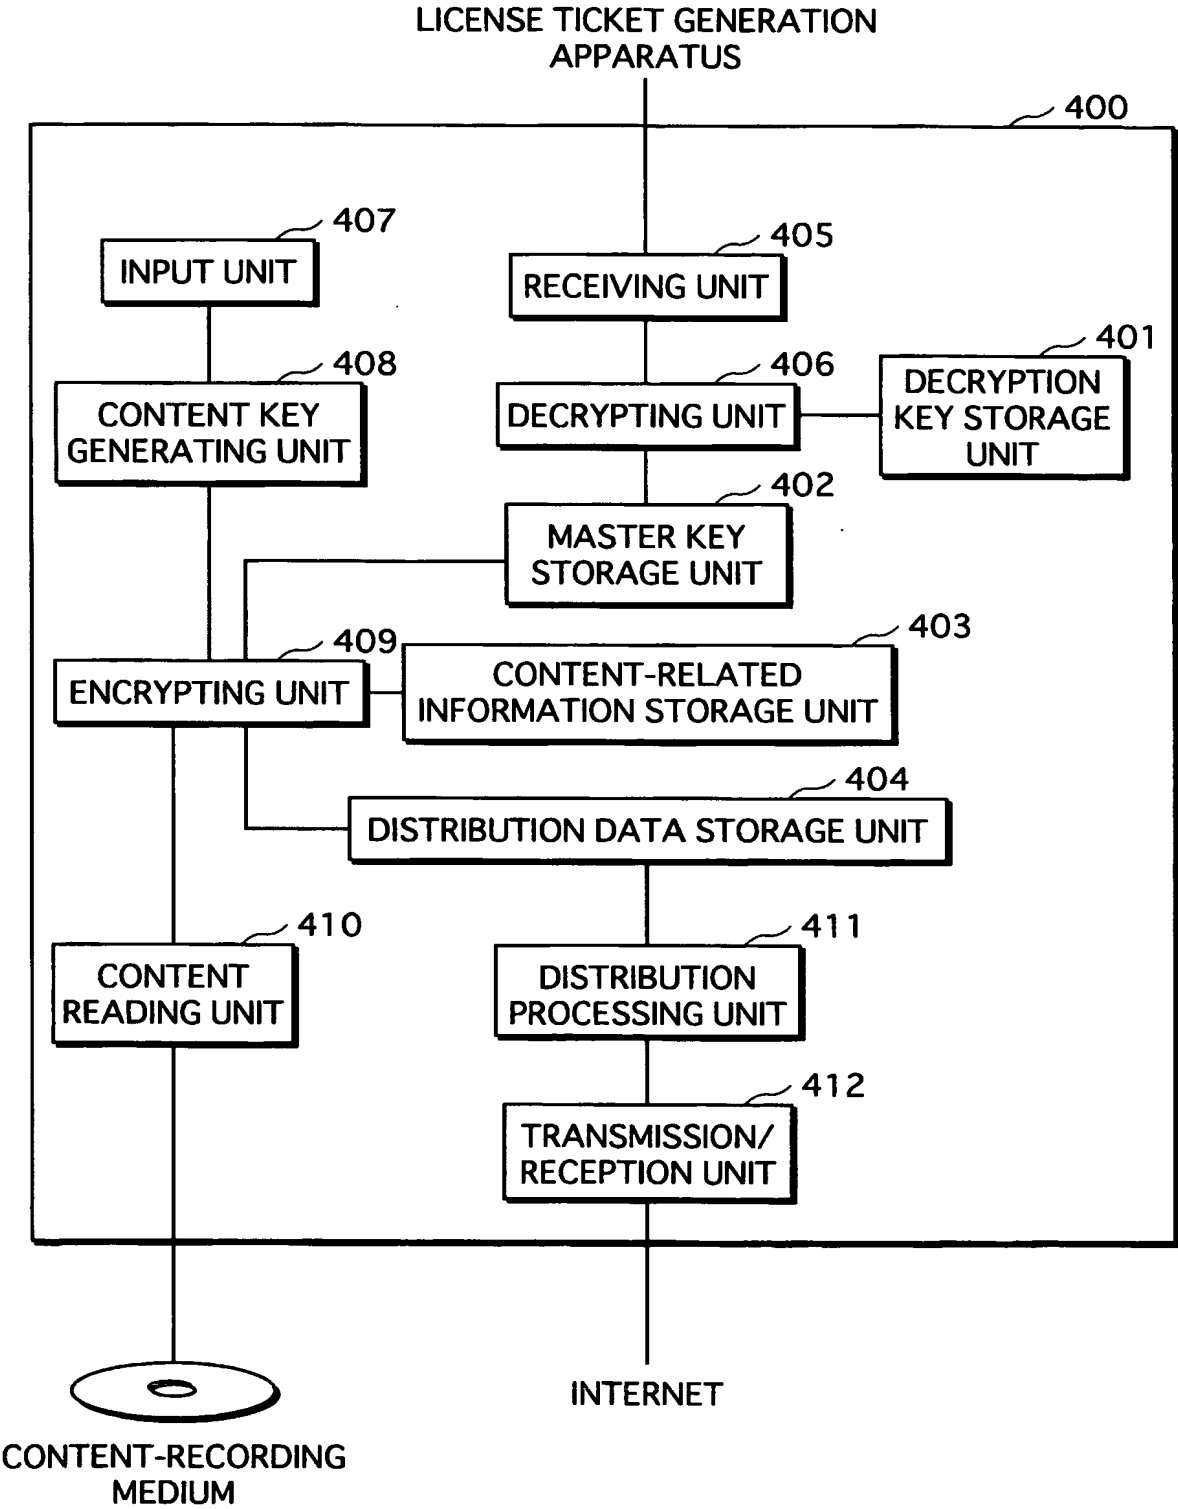 LICENSE TICKET GENERATION
APPARATUS
400
407
INPUT UNIT
405
RECEIVING UNIT
408
CONTENT KEY
GENERATING UNIT
406
DECRYPTING UNIT
401
DECRYPTION
KEY STORAGE
UNIT
402
MASTER KEY
STORAGE UNIT
409
ENCRYPTING UNIT
403
CONTENT-RELATED
INFORMATION STORAGE UNIT
404
DISTRIBUTION DATA STORAGE UNIT
410
CONTENT
READING UNIT
411
DISTRIBUTION
PROCESSING UNIT
412
TRANSMISSION/
RECEPTION UNIT
INTERNET
CONTENT-RECORDING
MEDIUM